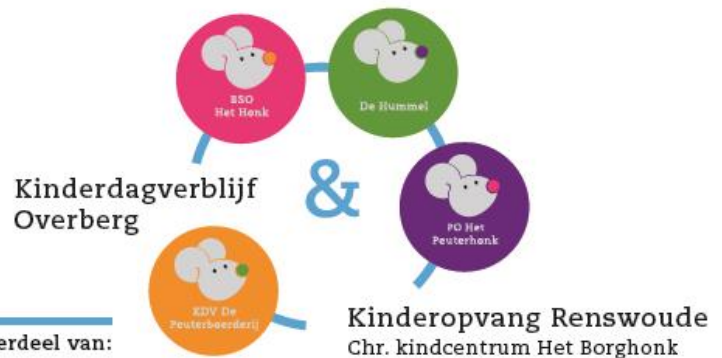 BSO
Het Honk
De Hummel
Kinderdagverblijf
Overberg
&
PO Het
Peuterhonk
KDV De
Peuterboerderij
erdeel van:
Kinderopvang Renswoude
Chr. kindcentrum Het Borghonk